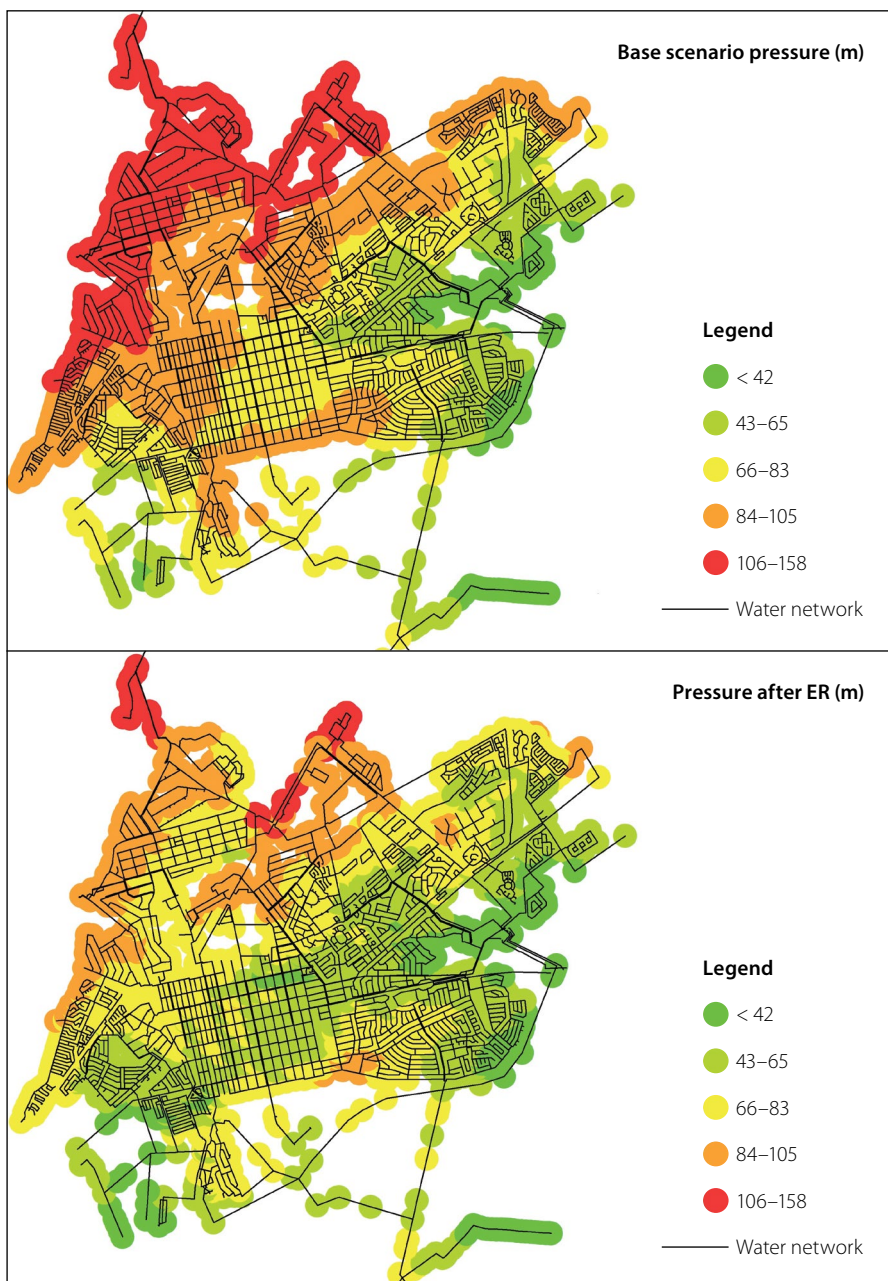 Base scenario pressure (m)
Legend
< 42
43–65
66–83
84–105
106–158
Water network
Pressure after ER (m)
Legend
< 42
43–65
66–83
84–105
106–158
Water network